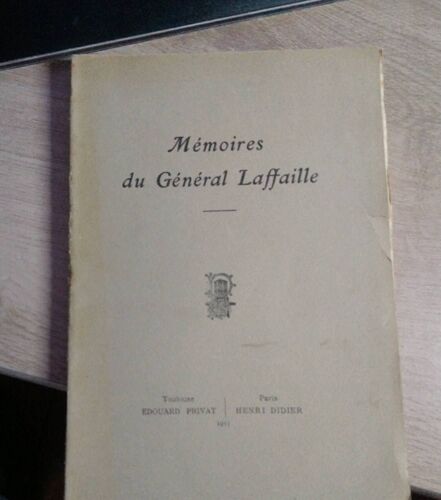 Mémoires
du Général Laffaille
Toulouse
EDOUARD PRIVAT
Paris
HENRI DIDIER